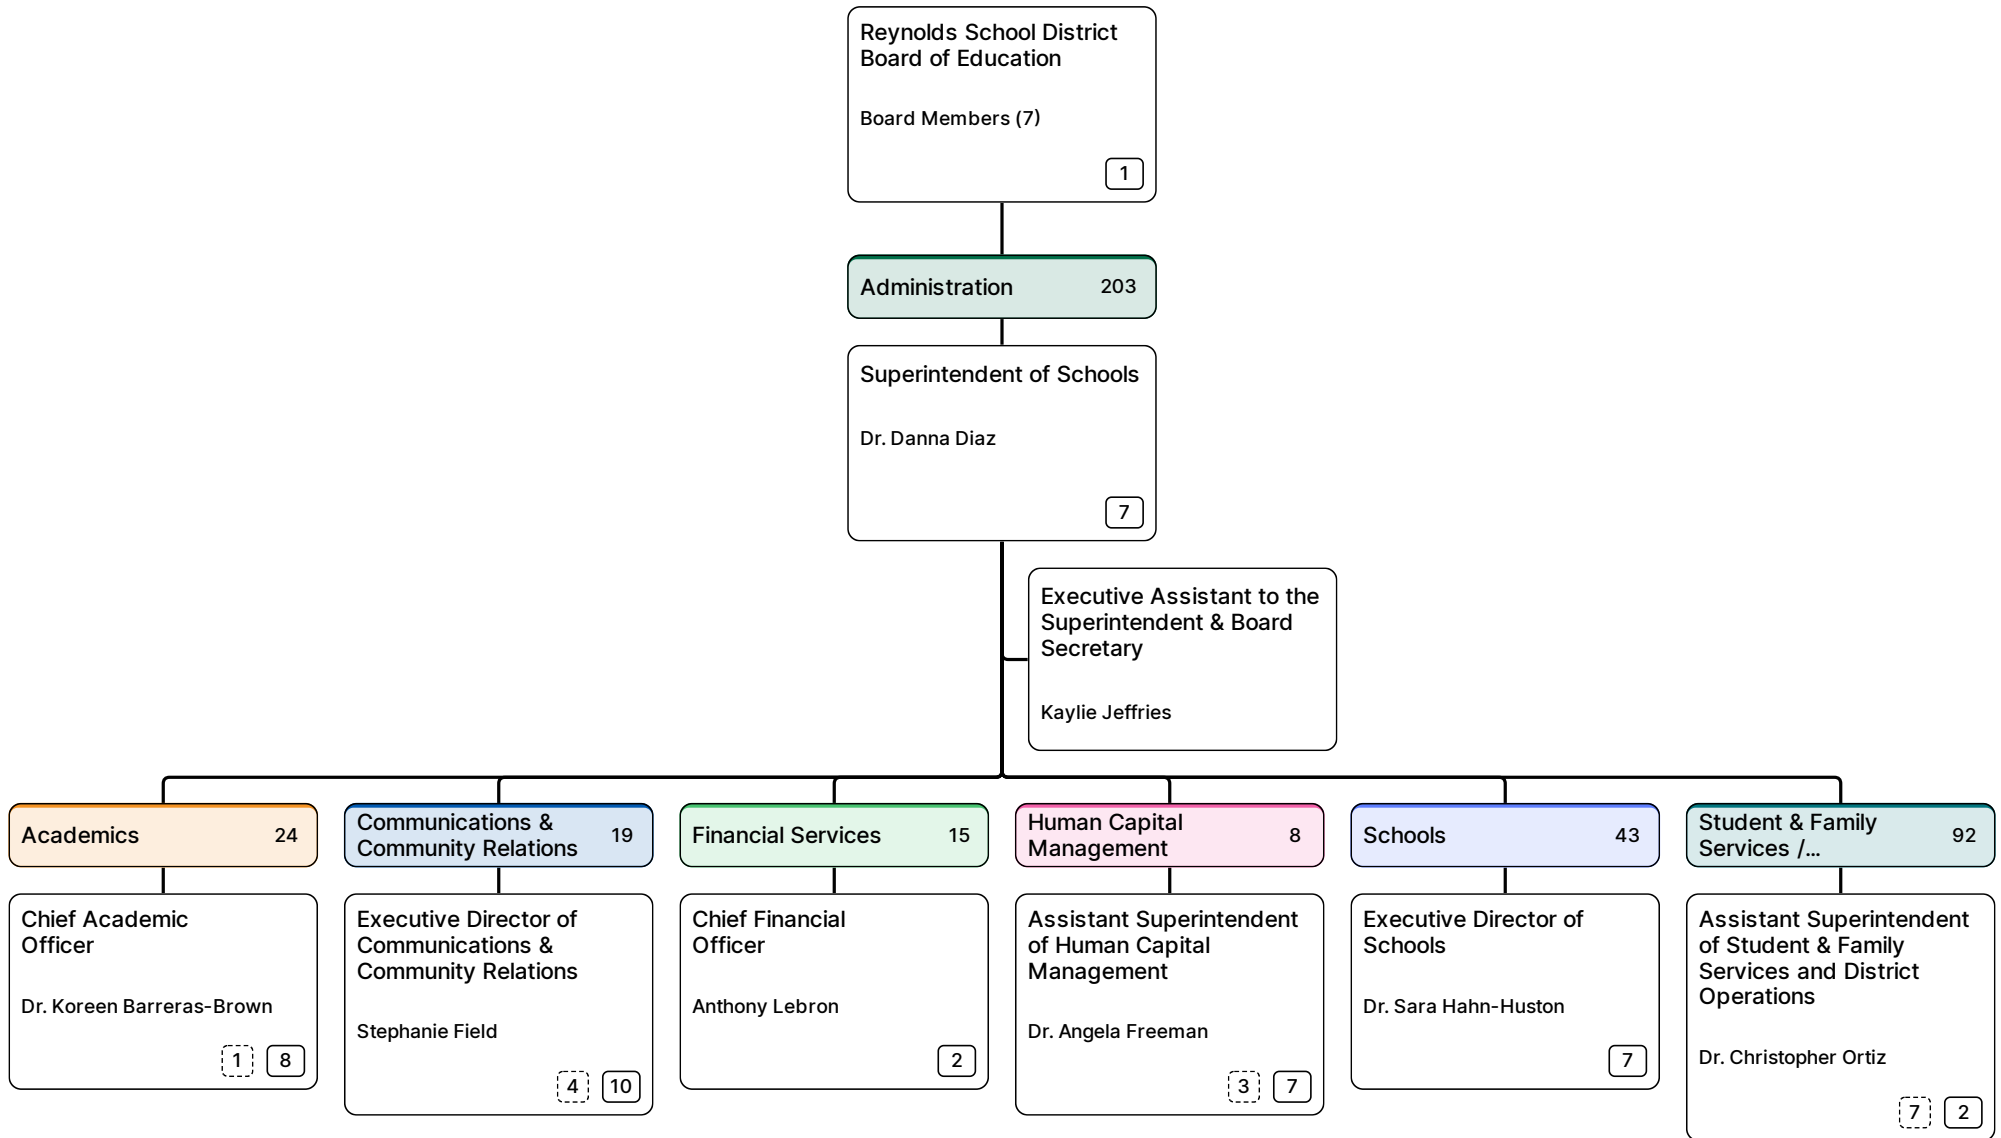 Reynolds School District
Board of Education
Board Members (7)
1
Administration 203
Superintendent of Schools
Dr. Danna Diaz
7
Executive Assistant to the
Superintendent & Board
Secretary
Kaylie Jeffries
Academics 24
Chief Academic
Officer
Dr. Koreen Barreras-Brown
1 8
Communications &
Community Relations 19
Executive Director of
Communications &
Community Relations
Stephanie Field
4 10
Financial Services 15
Chief Financial
Officer
Anthony Lebron
2
Human Capital
Management 8
Assistant Superintendent
of Human Capital
Management
Dr. Angela Freeman
3 7
Schools 43
Executive Director of
Schools
Dr. Sara Hahn-Huston
7
Student & Family
Services /... 92
Assistant Superintendent
of Student & Family
Services and District
Operations
Dr. Christopher Ortiz
7 2